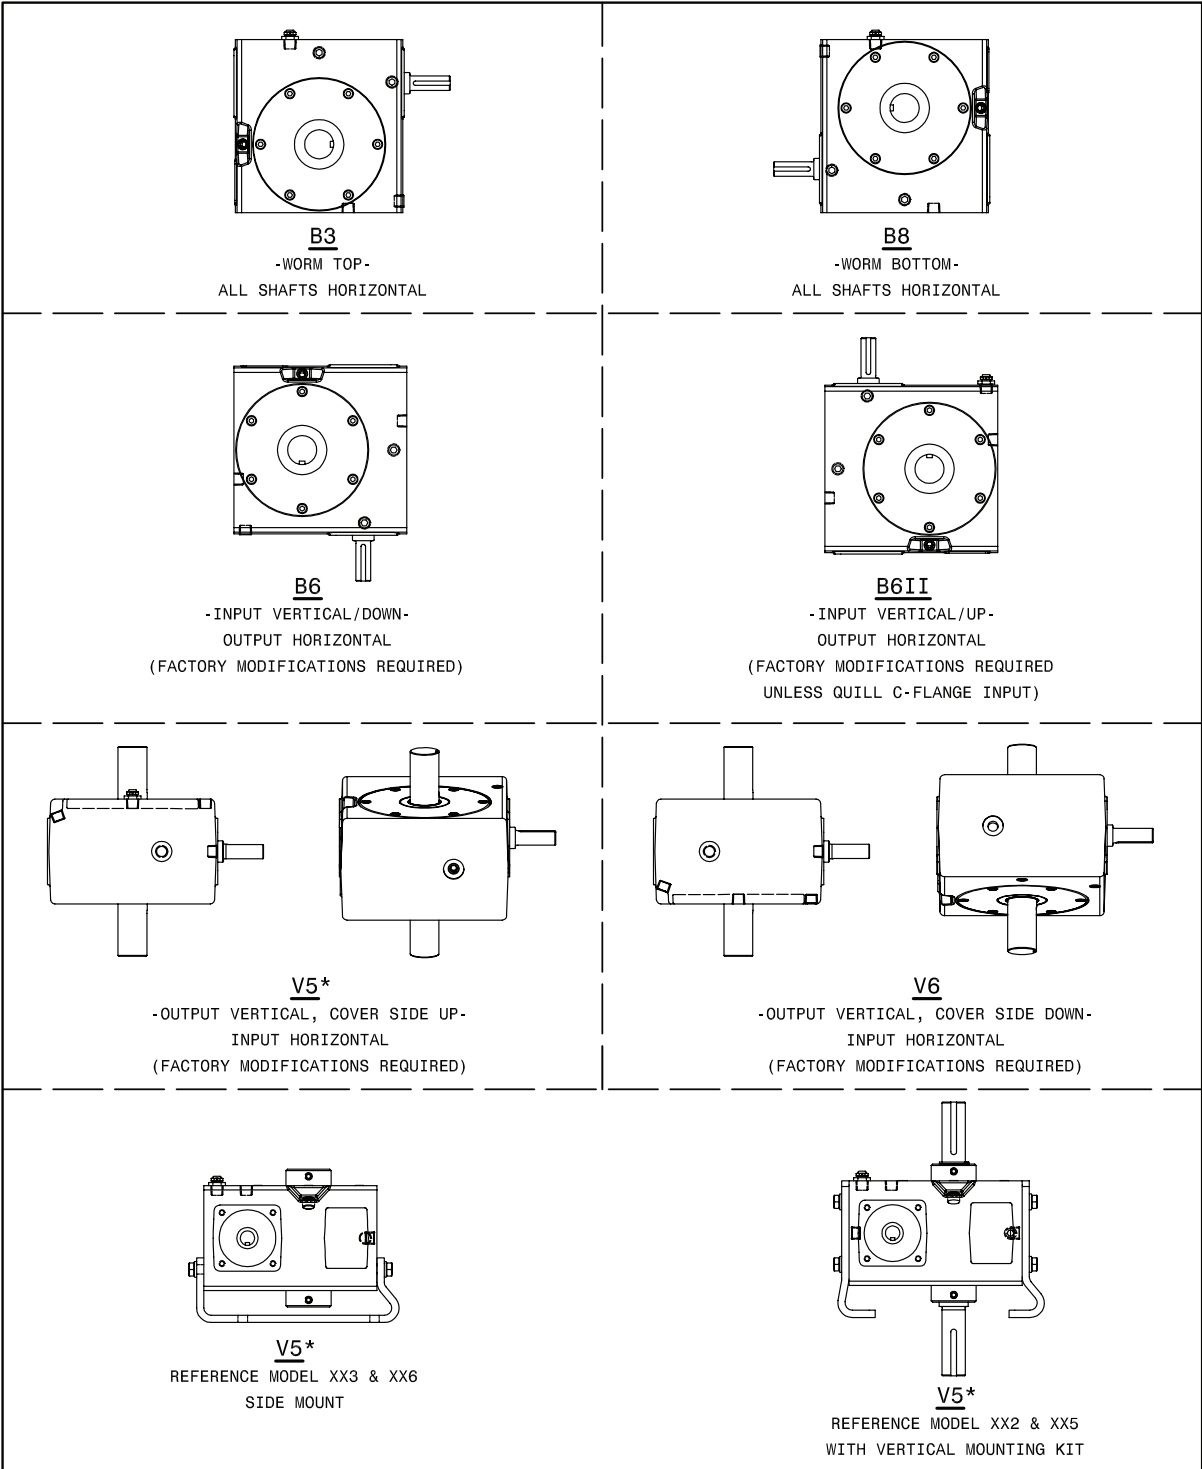 B3
-WORM TOP-
ALL SHAFTS HORIZONTAL
B8
-WORM BOTTOM-
ALL SHAFTS HORIZONTAL
B6
-INPUT VERTICAL/DOWN-
OUTPUT HORIZONTAL
(FACTORY MODIFICATIONS REQUIRED)
B6II
-INPUT VERTICAL/UP-
OUTPUT HORIZONTAL
(FACTORY MODIFICATIONS REQUIRED
UNLESS QUILL C-FLANGE INPUT)
V5*
-OUTPUT VERTICAL, COVER SIDE UP-
INPUT HORIZONTAL
(FACTORY MODIFICATIONS REQUIRED)
V6
-OUTPUT VERTICAL, COVER SIDE DOWN-
INPUT HORIZONTAL
(FACTORY MODIFICATIONS REQUIRED)
V5*
REFERENCE MODEL XX3 & XX6
SIDE MOUNT
V5*
REFERENCE MODEL XX2 & XX5
WITH VERTICAL MOUNTING KIT